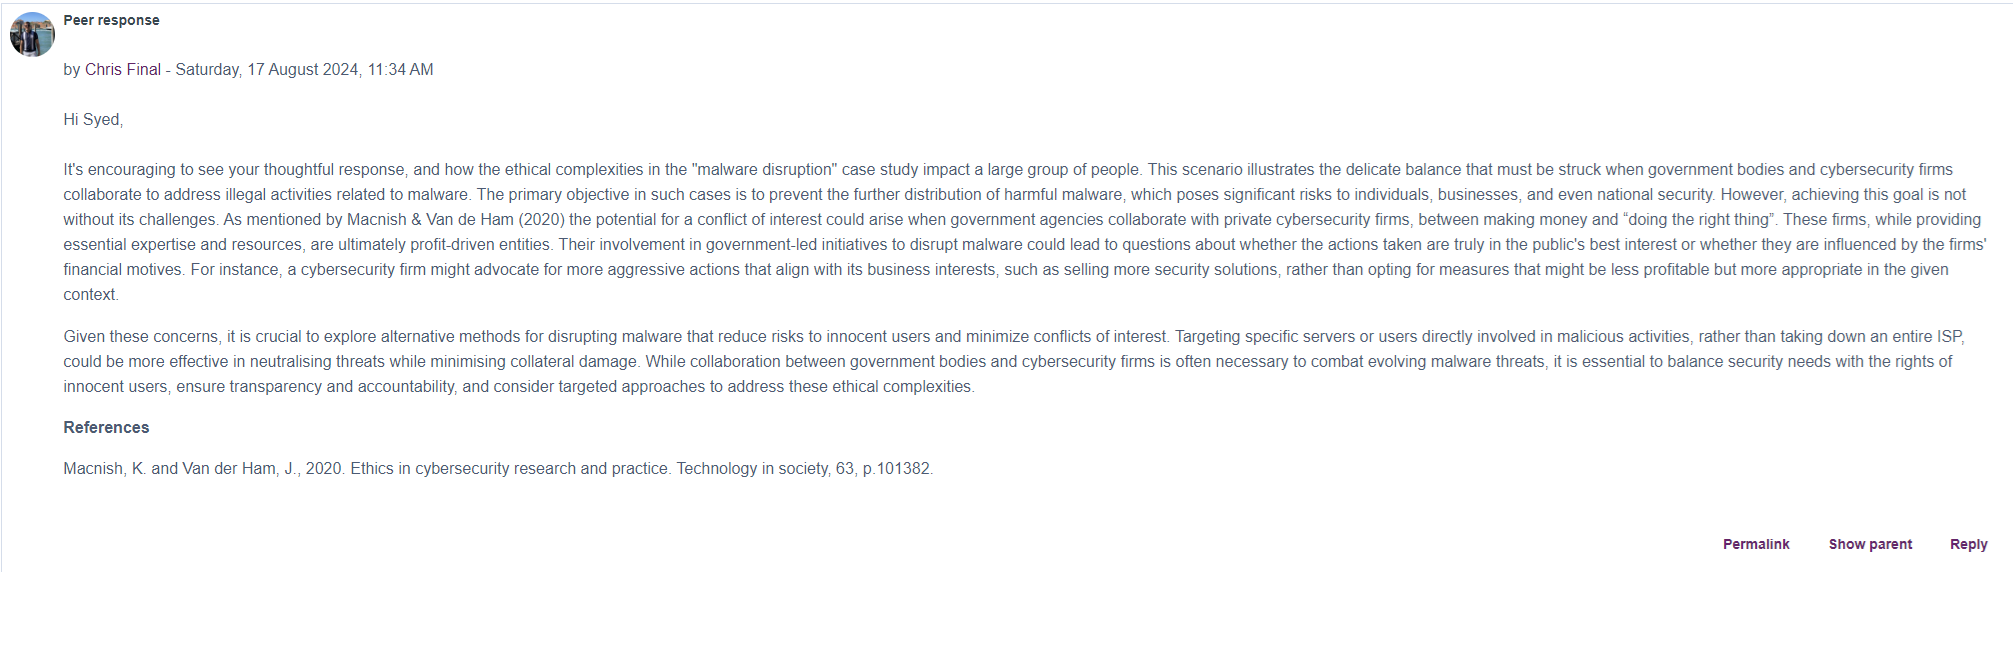 Peer response
by Chris Final - Saturday, 17 August 2024, 11:34 AM
Hi Syed,
It's encouraging to see your thoughtful response, and how the ethical complexities in the "malware disruption" case study impact a large group of people. This scenario illustrates the delicate balance that must be struck when government bodies and cybersecurity firms
collaborate to address illegal activities related to malware. The primary objective in such cases is to prevent the further distribution of harmful malware, which poses significant risks to individuals, businesses, and even national security. However, achieving this goal is not
without its challenges. As mentioned by Macnish & Van de Ham (2020) the potential for a conflict of interest could arise when government agencies collaborate with private cybersecurity firms, between making money and “doing the right thing”. These firms, while providing
essential expertise and resources, are ultimately profit-driven entities. Their involvement in government-led initiatives to disrupt malware could lead to questions about whether the actions taken are truly in the public's best interest or whether they are influenced by the firms'
financial motives. For instance, a cybersecurity firm might advocate for more aggressive actions that align with its business interests, such as selling more security solutions, rather than opting for measures that might be less profitable but more appropriate in the given
context.
Given these concerns, it is crucial to explore alternative methods for disrupting malware that reduce risks to innocent users and minimize conflicts of interest. Targeting specific servers or users directly involved in malicious activities, rather than taking down an entire ISP,
could be more effective in neutralising threats while minimising collateral damage. While collaboration between government bodies and cybersecurity firms is often necessary to combat evolving malware threats, it is essential to balance security needs with the rights of
innocent users, ensure transparency and accountability, and consider targeted approaches to address these ethical complexities.
References
Macnish, K. and Van der Ham, J., 2020. Ethics in cybersecurity research and practice. Technology in society, 63, p.101382.
Permalink Show parent Reply